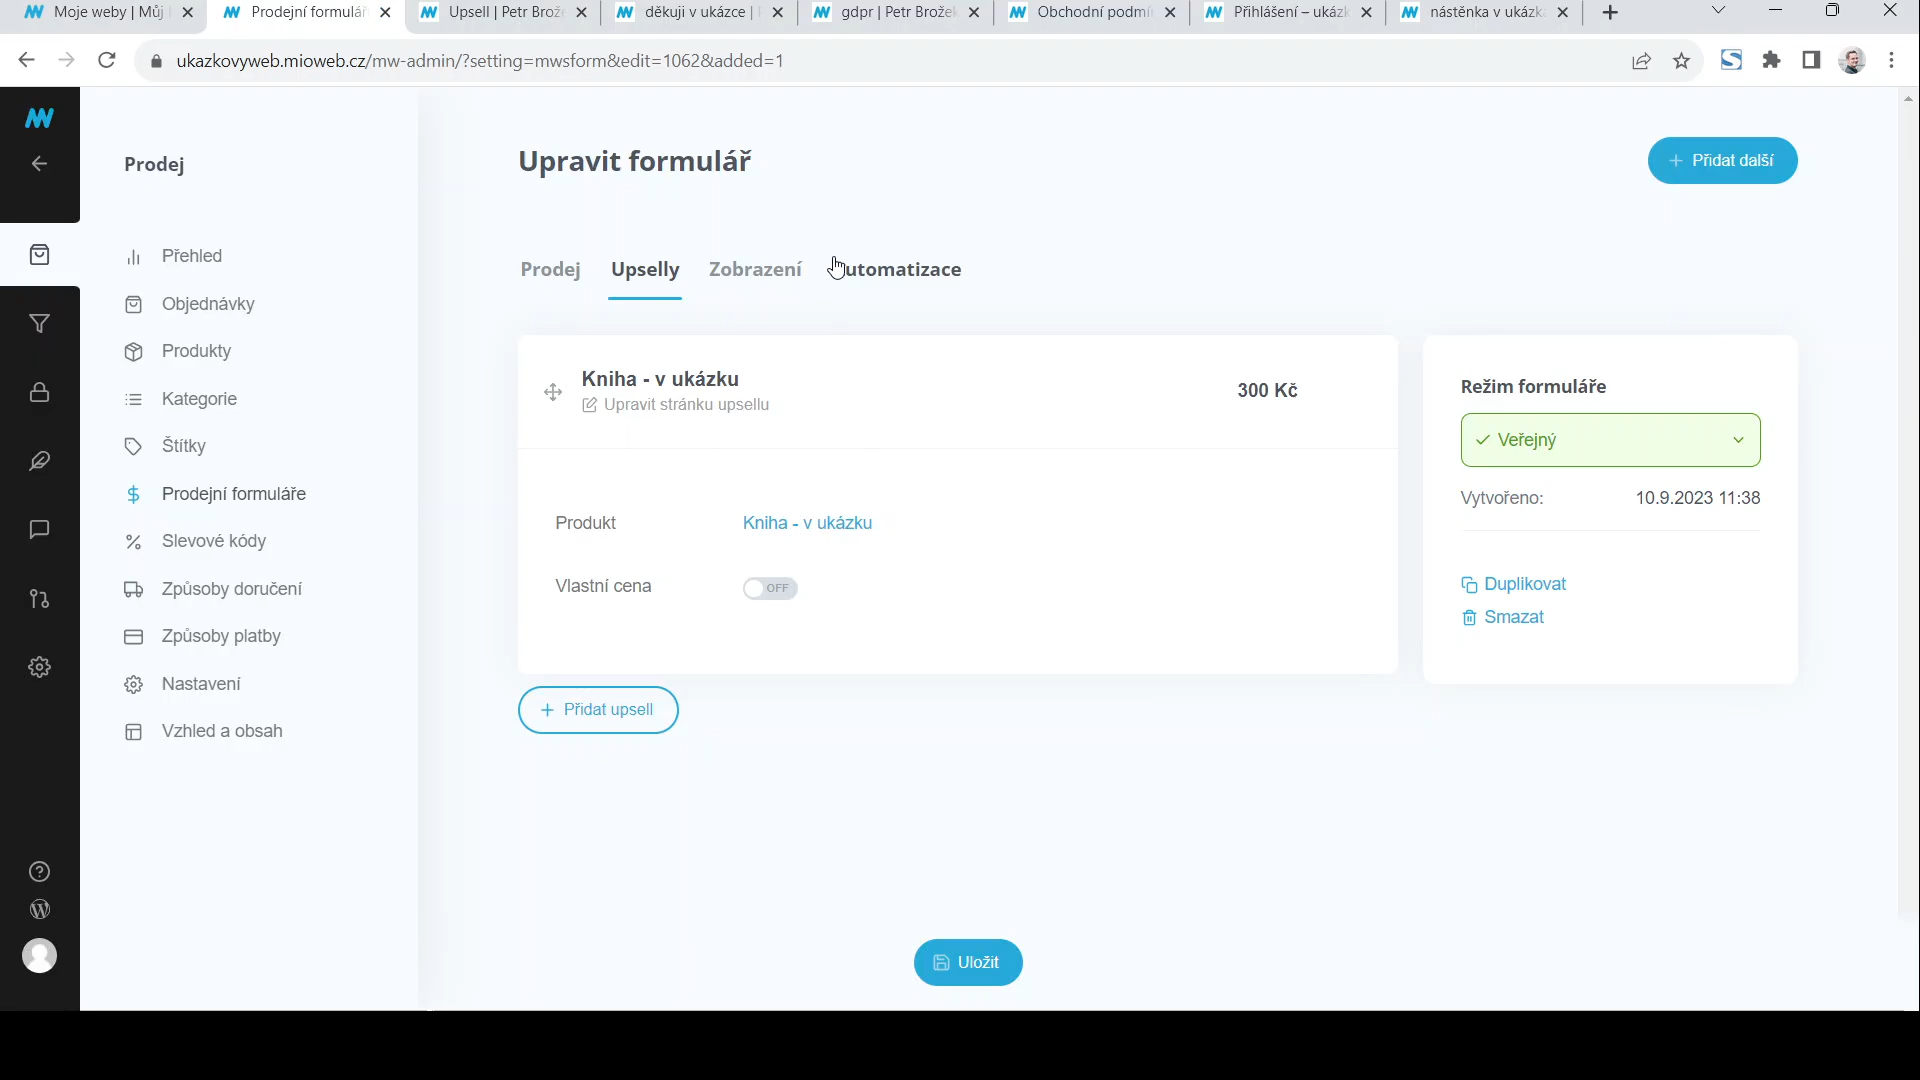 Moje weby | Můj
Prodejní formulář
Upsell | Petr Brože
děkuji v ukázce |
gdpr | Petr Brožek
Obchodní podmí
Přihlášení – ukázk
nástěnka v ukázk
ukazkovyweb.mioweb.cz/mw-admin/?setting=mwsform&edit=1062&added=1
Prodej
Přehled
Objednávky
Produkty
Kategorie
Štítky
Prodejní formuláře
Slevové kódy
Způsoby doručení
Způsoby platby
Nastavení
Vzhled a obsah
Upravit formulář
+ Přidat další
Prodej Upselly Zobrazení utomatizace
Kniha - v ukázku
Upravit stránku upsellu
300 Kč
Produkt Kniha - v ukázku
Vlastní cena OFF
+ Přidat upsell
Režim formuláře
Veřejný
Vytvořeno: 10.9.2023 11:38
Duplikovat
Smazat
Uložit